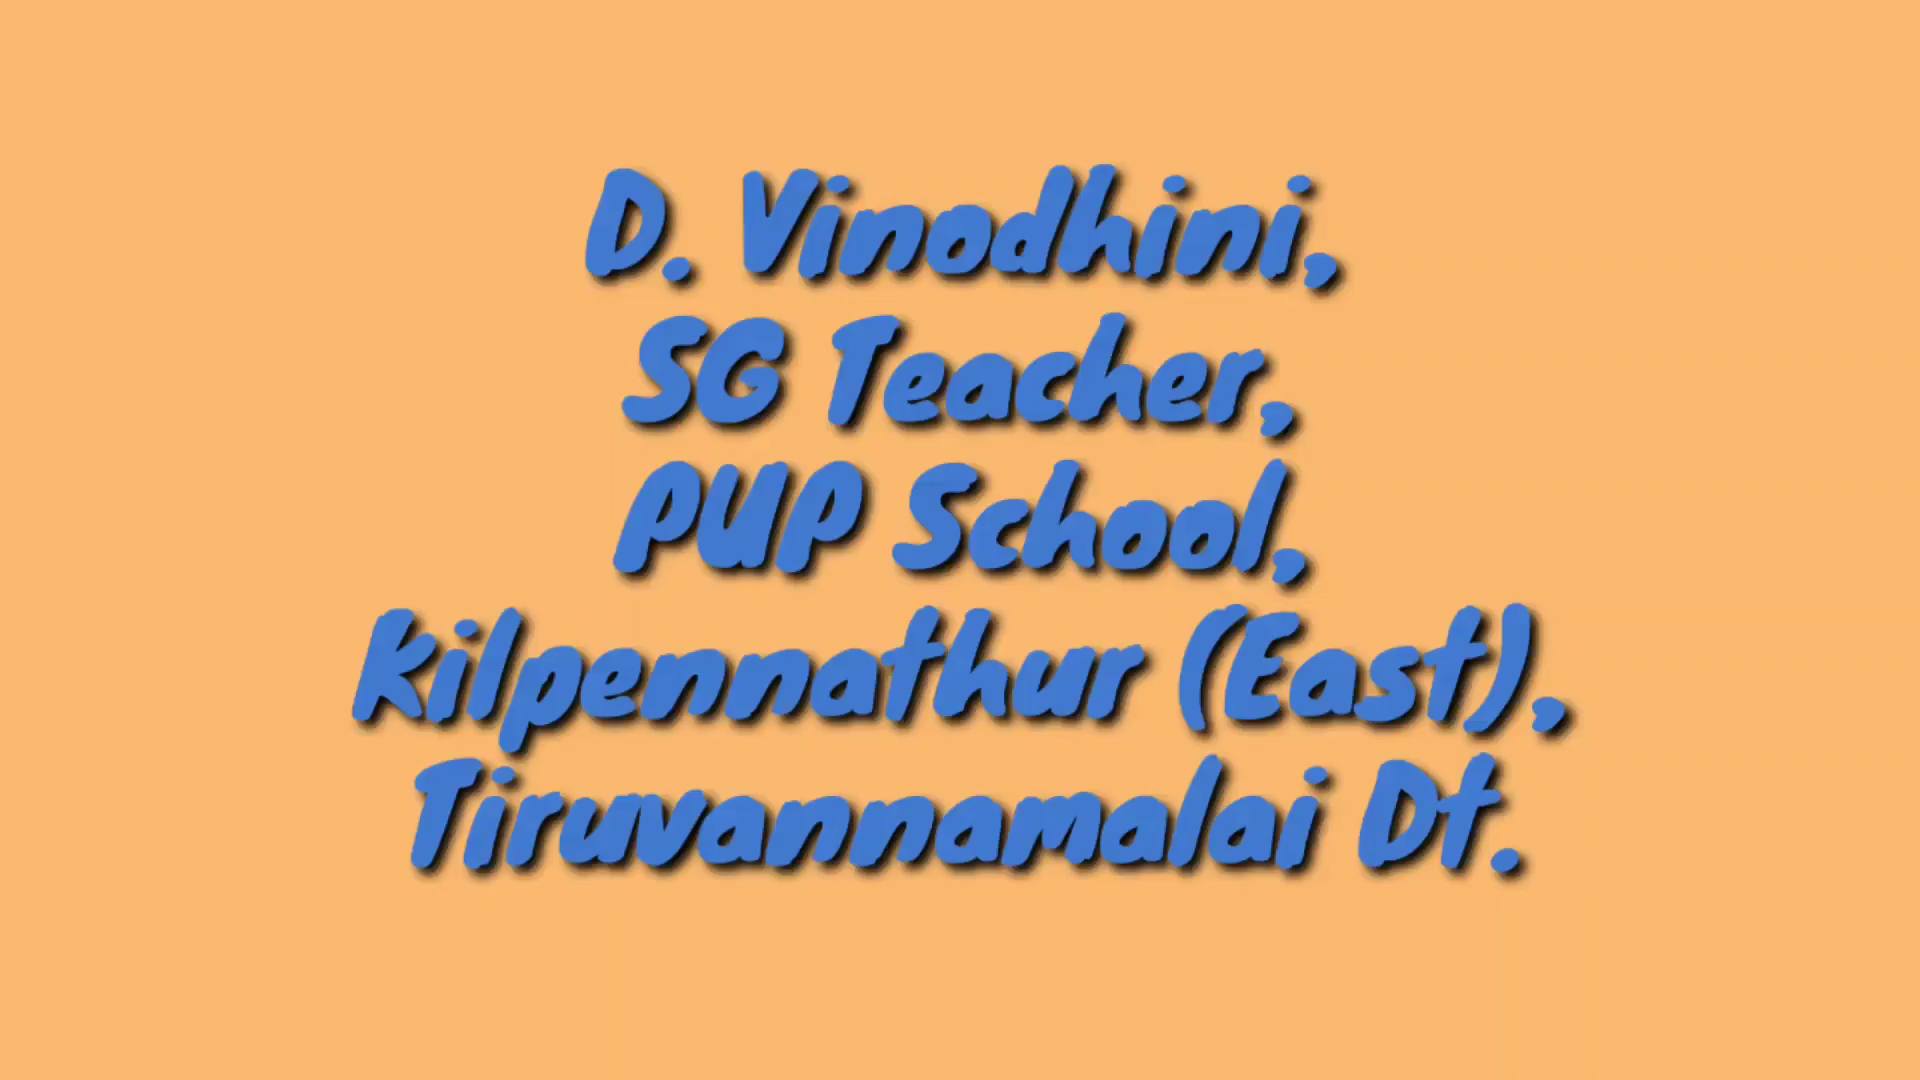 D. Vinodhini,
SG Teacher,
PUP School,
Kilpennathur (East),
Tiruvannamalai Dt.